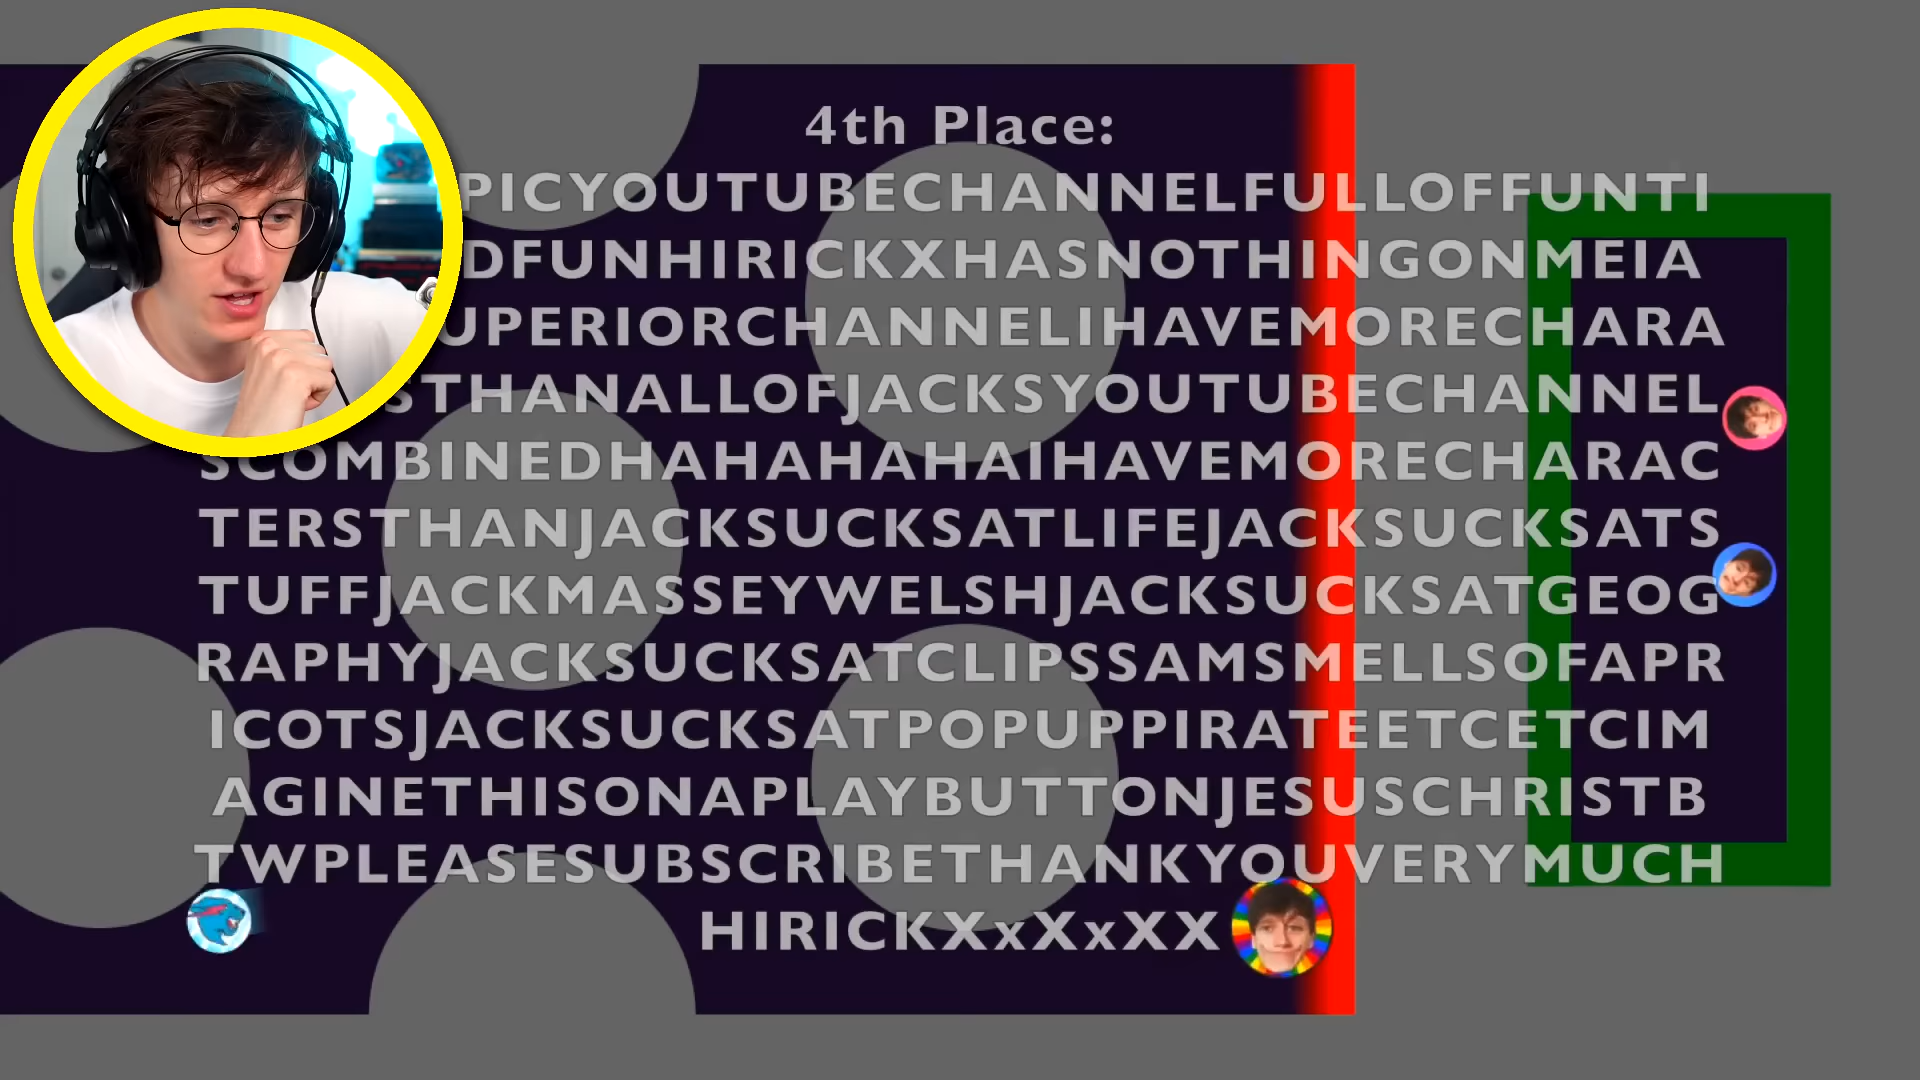 4th Place:
PICYOUTUBECHANNELFULLOFFUNTI
DFUNHIRICKXHASNOTHINGONMEIA
UPERIORCHANNELIHAVEMORECHARA
STHANALLOFJACKSYOUTUBECHANNEL
SCOMBINEDHAHAHAHAIHAVEMORECHARAC
TERSTHANJACKSUCKSATLIFEJACKSUCKSATS
TUFFJACKMASSEYWELSHJACKSUCKSATGEOG
RAPHYJACKSUCKSATCLIPSSAMSMELLSOFAPR
ICOTSJACKSUCKSATPOPUPPIRATEETCETCIM
AGINETHISONAPLAYBUTTONJESUSCHRISTB
TWPLEASESUBSCRIBETHANKYOUVERYMUCH
HIRICKXxXxXX